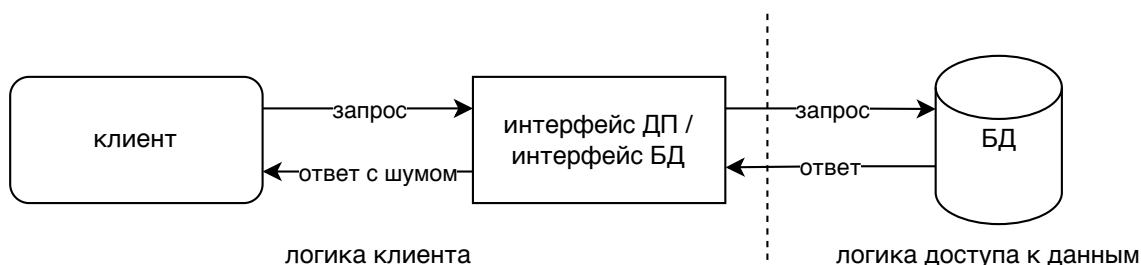 клиент
запрос
ответ с шумом
интерфейс ДП /
интерфейс БД
запрос
ответ
БД
логика клиента
логика доступа к данным